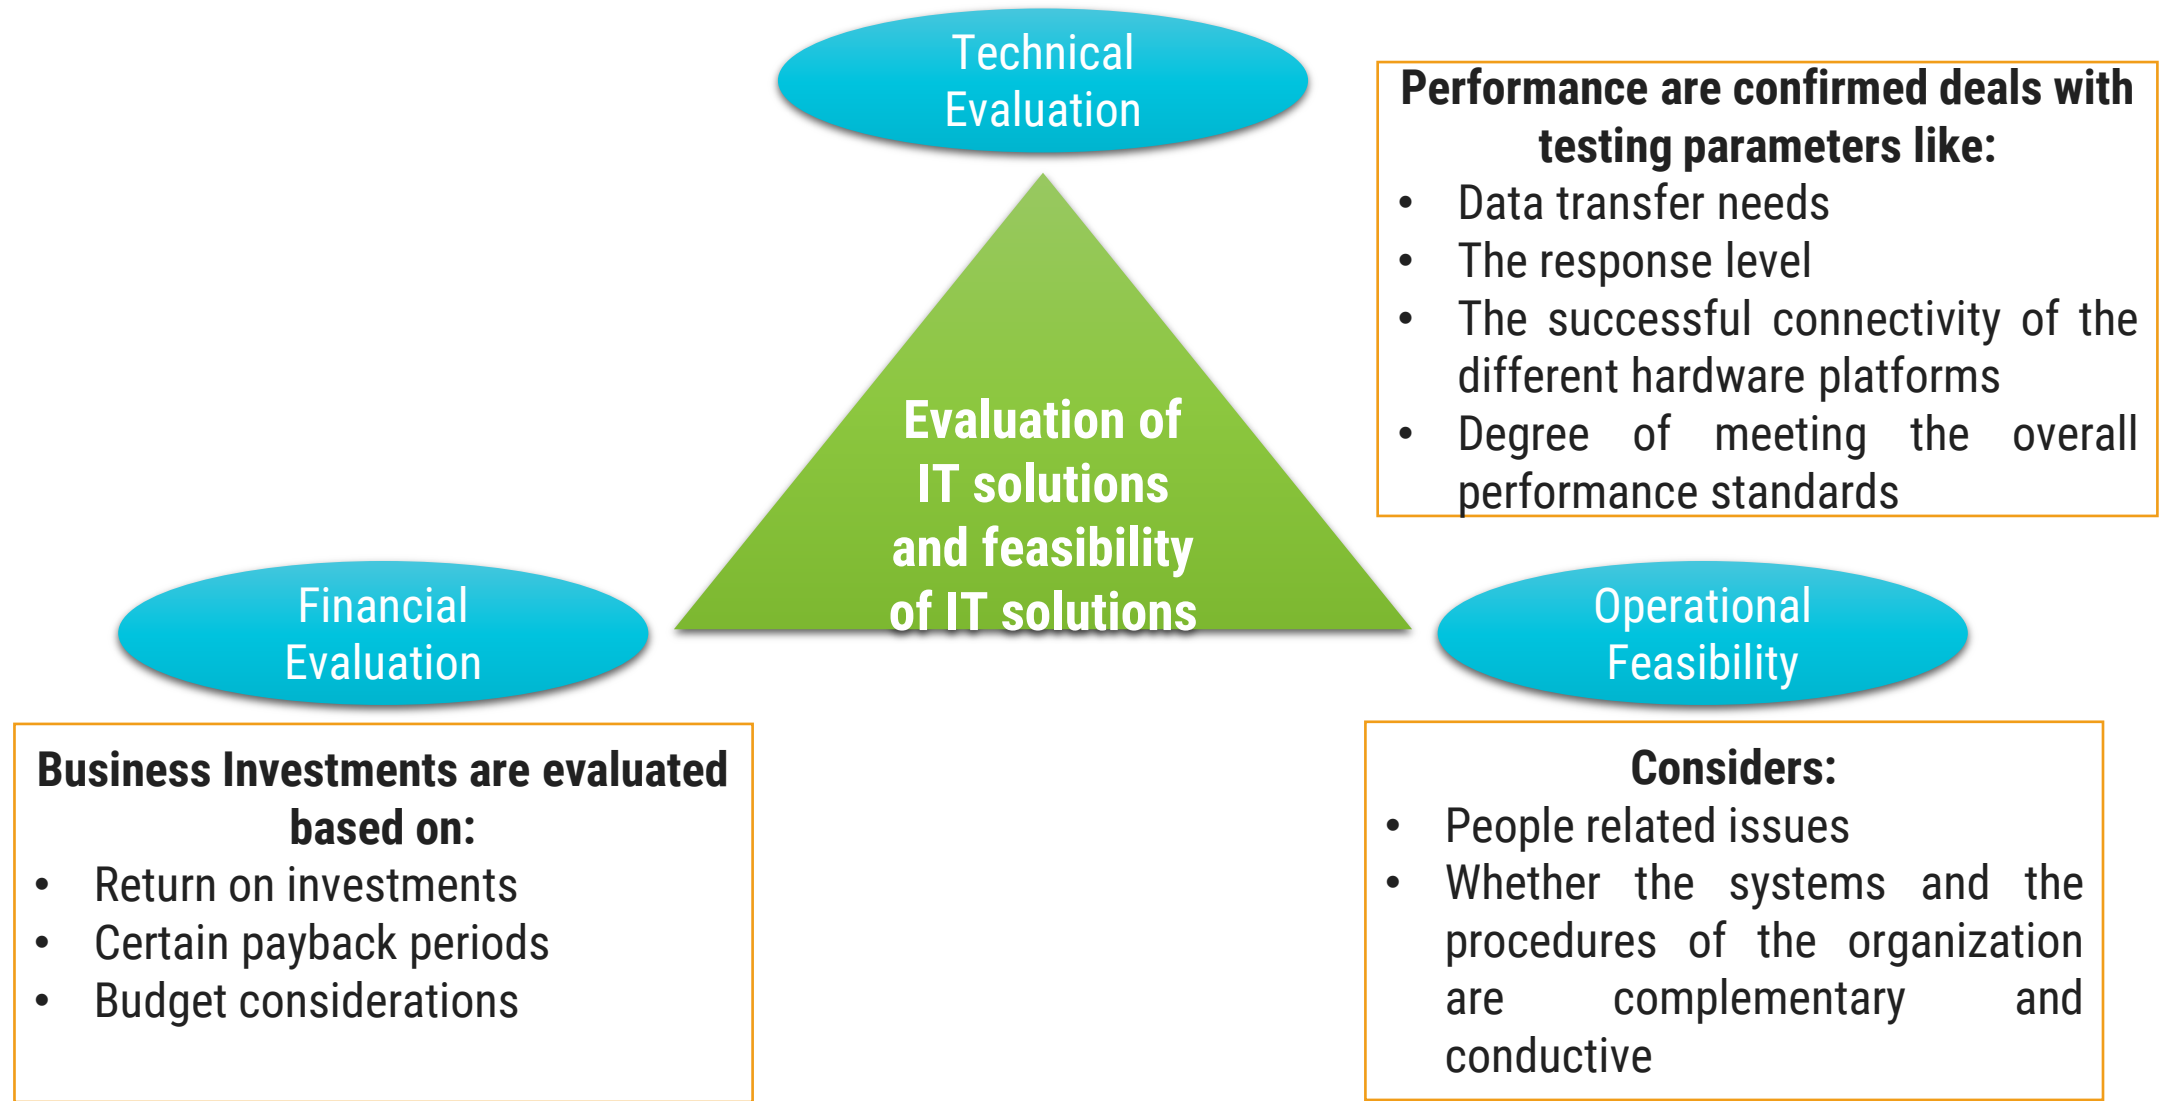 Technical
Evaluation
Performance are confirmed deals with
testing parameters like:
• Data transfer needs
• The response level
• The successful connectivity of the
different hardware platforms
• Degree of meeting the overall
performance standards
Evaluation of
IT solutions
and feasibility
of IT solutions
Financial
Evaluation
Business Investments are evaluated
based on:
• Return on investments
• Certain payback periods
• Budget considerations
Operational
Feasibility
Considers:
• People related issues
• Whether the systems and the
procedures of the organization
are complementary and
conductive